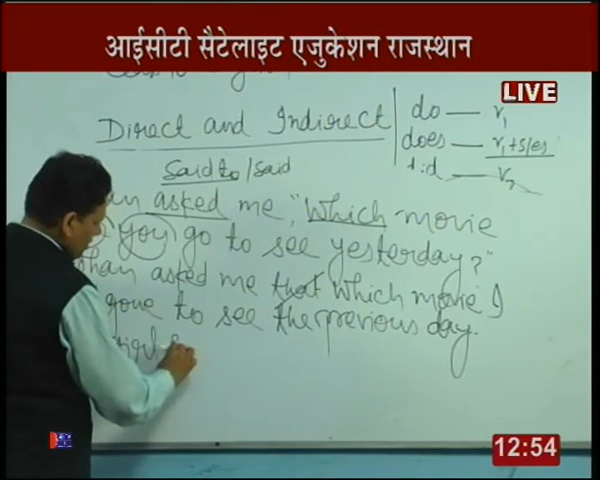 आईसीटी सैटेलाइट एजुकेशन राजस्थान
LIVE
Direct and Indirect
do — V1
does — V1+s/es
did — V2
Said to/said
asked me, "Which movie
you go to see yesterday?"
asked me that which movie I
gone to see the previous day.
12:54